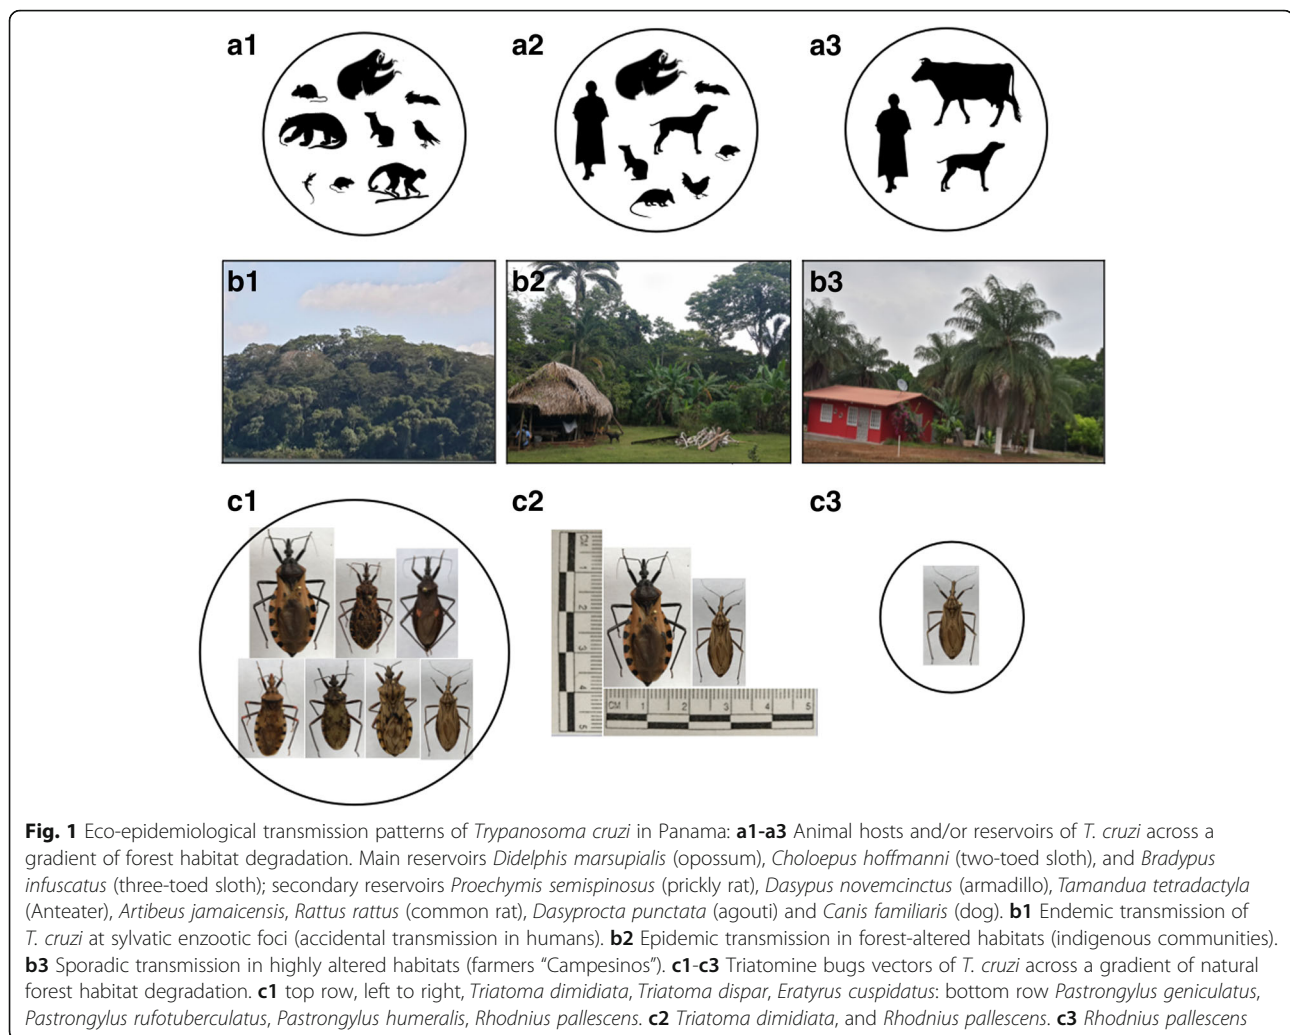 a1
a2
a3
b1
b2
b3
c1
c2
c3
CM
1
2
3
4
5
CM 1 2 3 4 5
Fig. 1 Eco-epidemiological transmission patterns of Trypanosoma cruzi in Panama: a1-a3 Animal hosts and/or reservoirs of T. cruzi across a
gradient of forest habitat degradation. Main reservoirs Didelphis marsupialis (opossum), Choloepus hoffmanni (two-toed sloth), and Bradypus
infuscatus (three-toed sloth); secondary reservoirs Proechymis semispinosus (prickly rat), Dasypus novemcinctus (armadillo), Tamandua tetradactyla
(Anteater), Artibeus jamaicensis, Rattus rattus (common rat), Dasyprocta punctata (agouti) and Canis familiaris (dog). b1 Endemic transmission of
T. cruzi at sylvatic enzootic foci (accidental transmission in humans). b2 Epidemic transmission in forest-altered habitats (indigenous communities).
b3 Sporadic transmission in highly altered habitats (farmers “Campesinos”). c1-c3 Triatomine bugs vectors of T. cruzi across a gradient of natural
forest habitat degradation. c1 top row, left to right, Triatoma dimidiata, Triatoma dispar, Eratyrus cuspidatus: bottom row Pastrongylus geniculatus,
Pastrongylus rufotuberculatus, Pastrongylus humeralis, Rhodnius pallescens. c2 Triatoma dimidiata, and Rhodnius pallescens. c3 Rhodnius pallescens